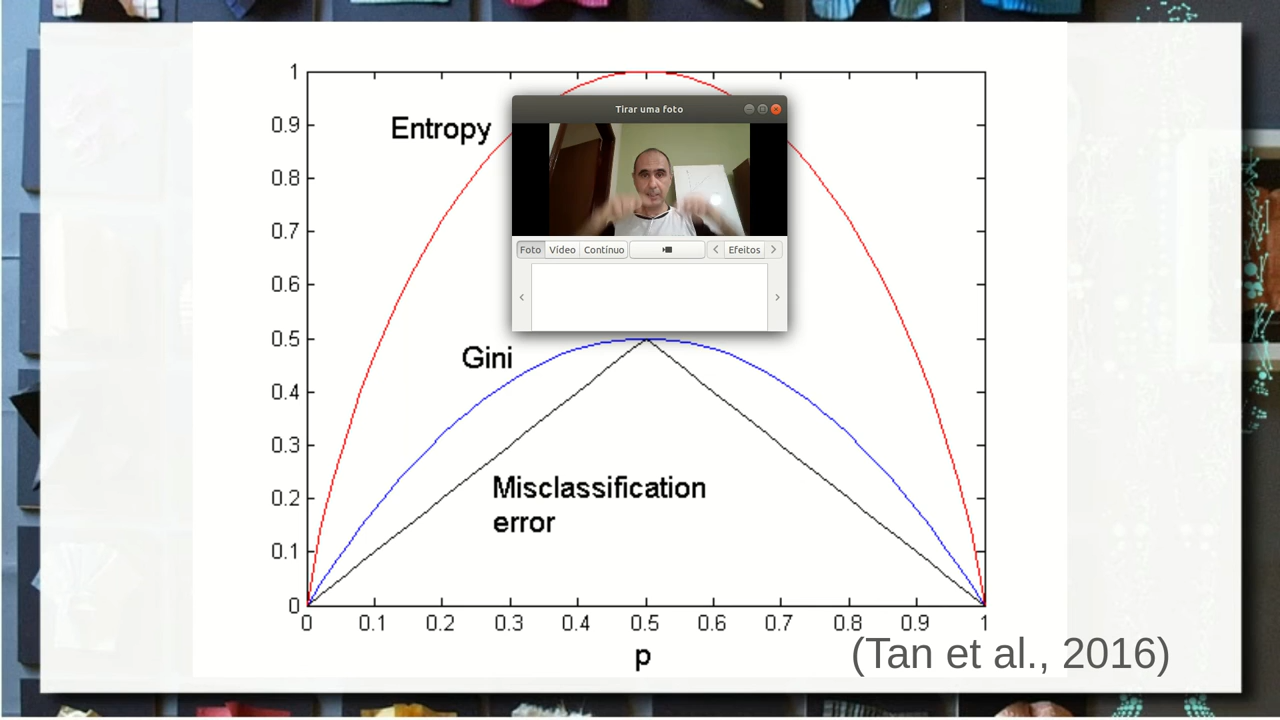 1
0.9
Entropy
0.8
0.7
0.6
0.5
Gini
0.4
0.3
0.2
Misclassification
error
0.1
0
0 0.1 0.2 0.3 0.4 0.5 0.6 0.7 0.8 0.9 1
p
(Tan et al., 2016)
Tirar uma foto
Foto Vídeo Contínuo Efeitos